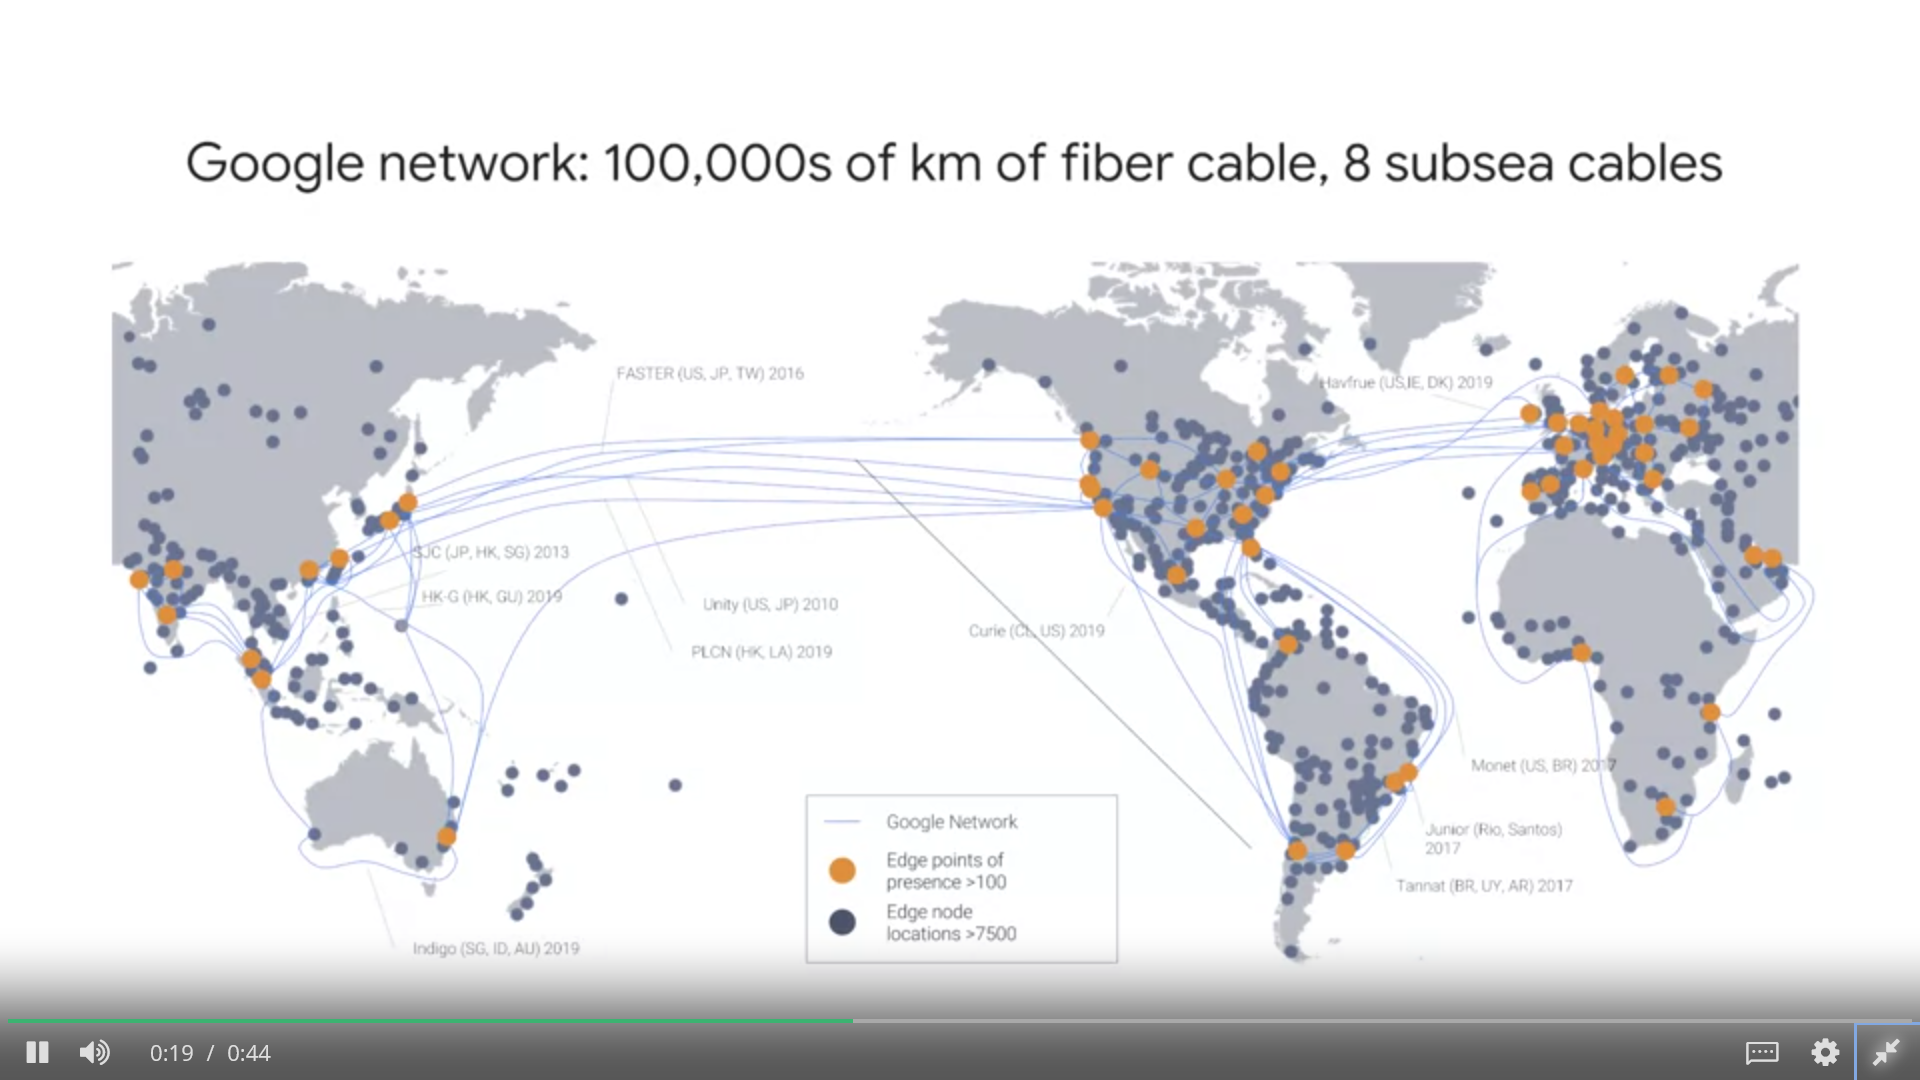 Google network: 100,000s of km of fiber cable, 8 subsea cables
FASTER (US, JP, TW) 2016
Havfrue (US,IE, DK) 2019
SJC (JP, HK, SG) 2013
HK-G (HK, GU) 2019
Unity (US, JP) 2010
Curie (CL, US) 2019
PLCN (HK, LA) 2019
Monet (US, BR) 2017
Junior (Rio, Santos)
2017
Tannat (BR, UY, AR) 2017
Indigo (SG, ID, AU) 2019
Google Network
Edge points of
presence >100
Edge node
locations >7500
0:19 / 0:44